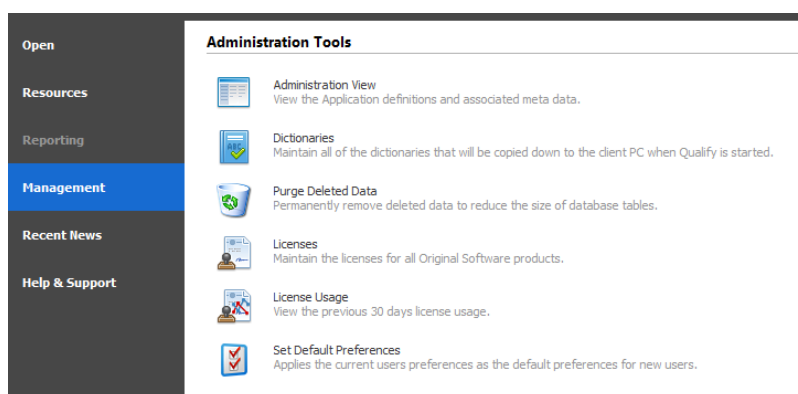 Open
Resources
Reporting
Management
Recent News
Help & Support
Administration Tools
Administration View
View the Application definitions and associated meta data.
ABC
Dictionaries
Maintain all of the dictionaries that will be copied down to the client PC when Qualify is started.
Purge Deleted Data
Permanently remove deleted data to reduce the size of database tables.
Licenses
Maintain the licenses for all Original Software products.
License Usage
View the previous 30 days license usage.
Set Default Preferences
Applies the current users preferences as the default preferences for new users.